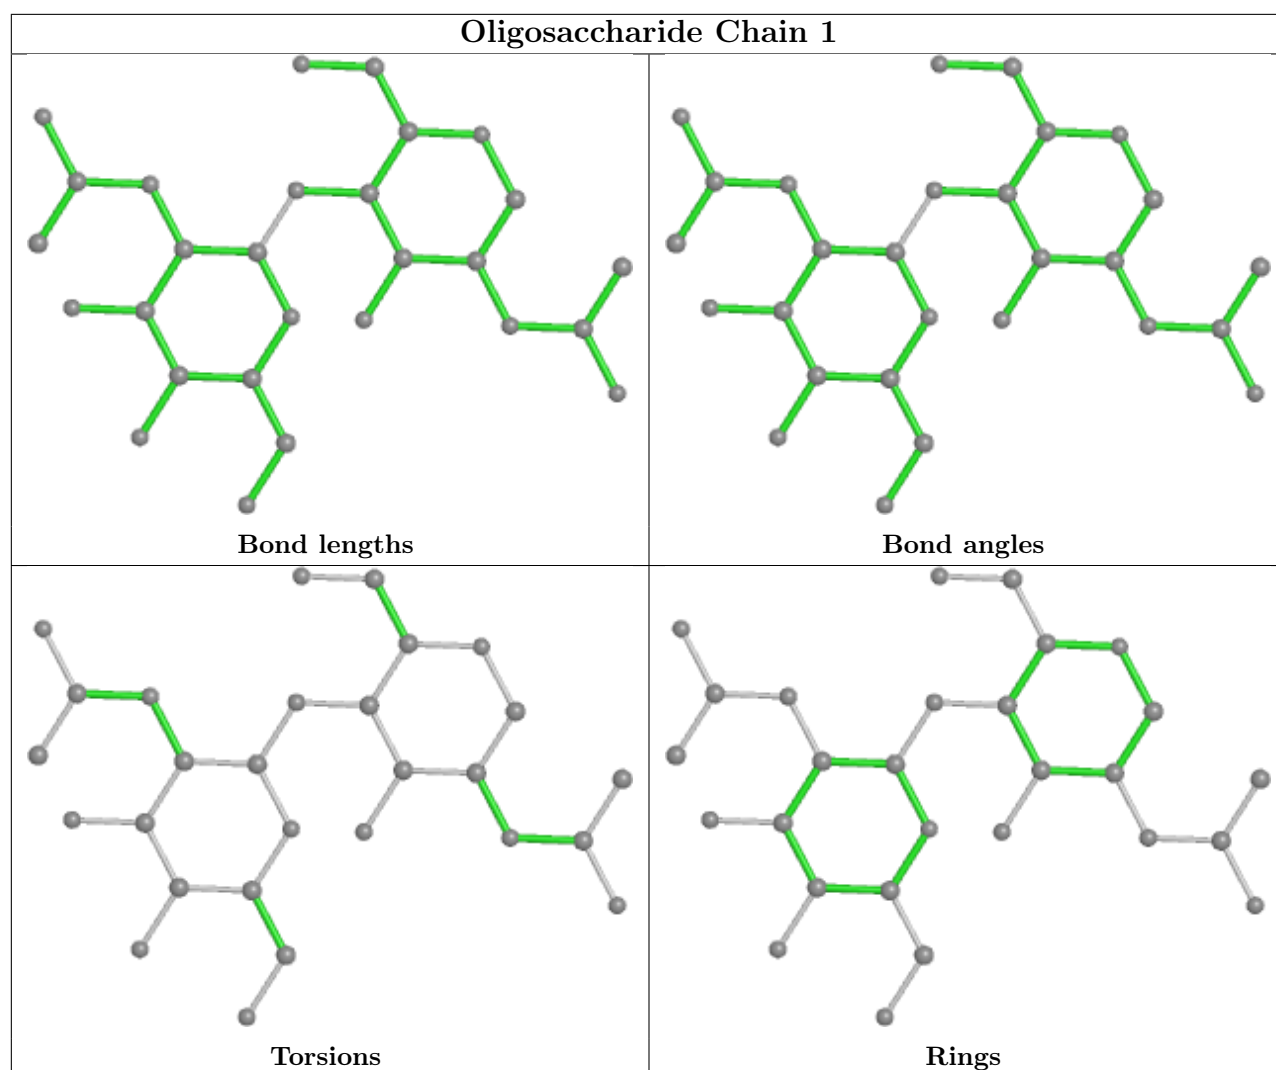 Oligosaccharide Chain 1
Bond lengths
Bond angles
Torsions
Rings